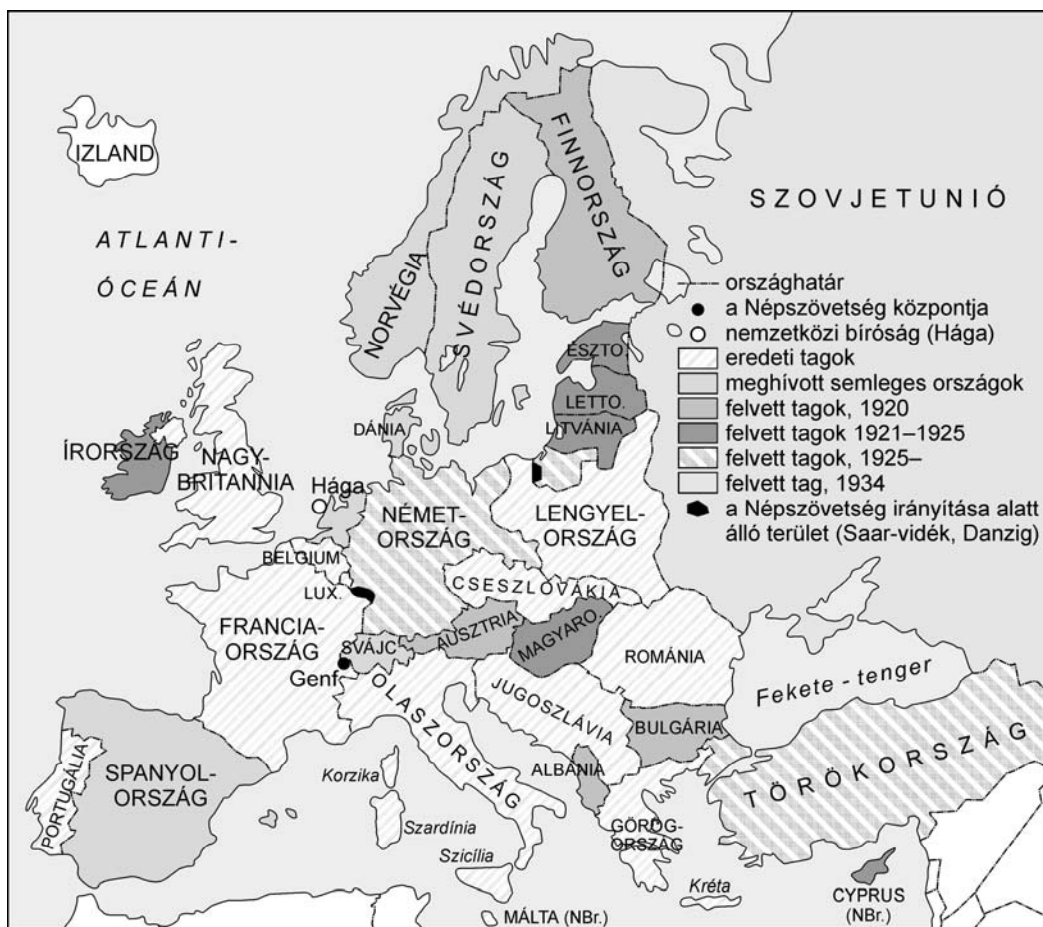 IZLAND
ATLANTI-
ÓCEÁN
NORVÉGIA
SVÉDORSZÁG
FINNORSZÁG
SZOVJETUNIÓ
országhatár
a Népszövetség központja
nemzetközi bíróság (Hága)
eredeti tagok
meghívott semleges országok
felvett tagok, 1920
felvett tagok 1921–1925
felvett tagok, 1925–
felvett tag, 1934
a Népszövetség irányítása alatt
álló terület (Saar-vidék, Danzig)
ÉSZTO.
LETTO.
LITVÁNIA
DÁNIA
ÍRORSZÁG
NAGY-
BRITANNIA
Hága
NÉMET-
ORSZÁG
LENGYEL-
ORSZÁG
BELGIUM
LUX.
CSESZLOVÁKIA
FRANCIA-
ORSZÁG
SVÁJC
AUSZTRIA
MAGYARO.
ROMÁNIA
Genf
OLASZORSZÁG
JUGOSZLÁVIA
Fekete-tenger
BULGÁRIA
ALBÁNIA
TÖRÖKORSZÁG
PORTUGÁLIA
SPANYOL-
ORSZÁG
Korzika
Szardínia
Szicília
GÖRÖG-
ORSZÁG
Kréta
MÁLTA (NBr.)
CYPRUS
(NBr.)